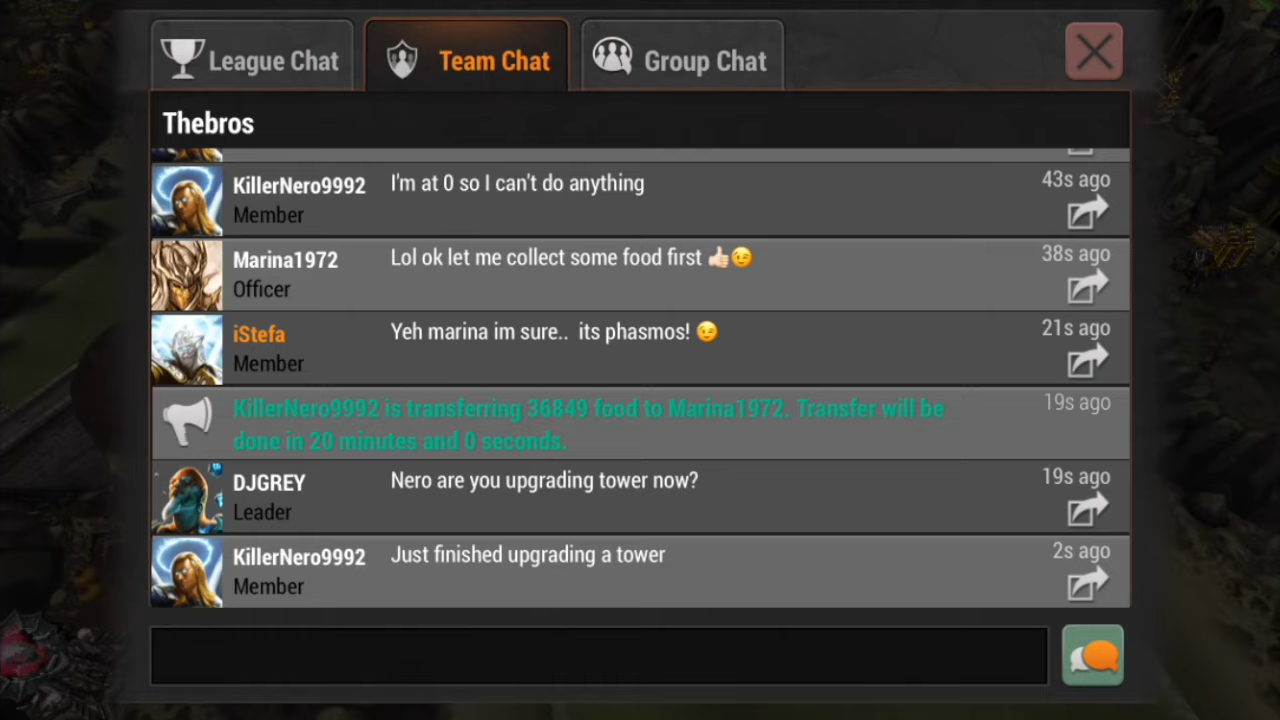 League Chat
Team Chat
Group Chat
Thebros
KillerNero9992
I'm at 0 so I can't do anything
43s ago
Member
Marina1972
Lol ok let me collect some food first 👍🏻😉
38s ago
Officer
iStefa
Yeh marina im sure..  its phasmos! 😉
21s ago
Member
KillerNero9992 is transferring 36849 food to Marina1972. Transfer will be
19s ago
done in 20 minutes and 0 seconds.
DJGREY
Nero are you upgrading tower now?
19s ago
Leader
KillerNero9992
Just finished upgrading a tower
2s ago
Member